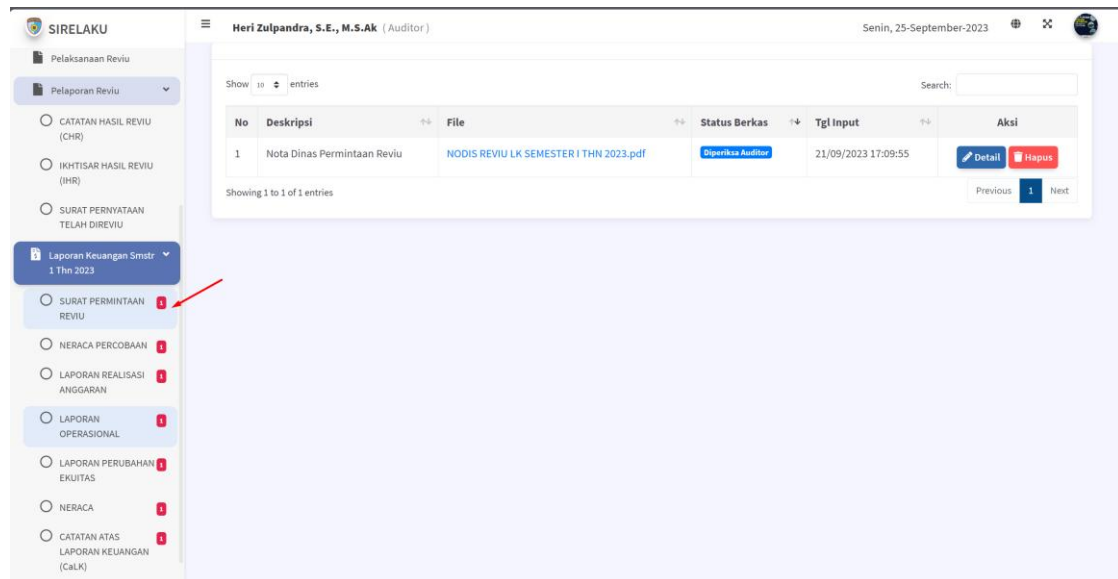 SIRELAKU
Heri Zulpandra, S.E., M.S.Ak ( Auditor )
Senin, 25-September-2023
Pelaksanaan Reviu
Pelaporan Reviu
CATATAN HASIL REVIU
(CHR)
IKHTISAR HASIL REVIU
(IHR)
SURAT PERNYATAAN
TELAH DIREVIU
1
Laporan Keuangan Smstr
1 Thn 2023
SURAT PERMINTAAN 1
REVIU
NERACA PERCOBAAN 1
LAPORAN REALISASI 1
ANGGARAN
LAPORAN 1
OPERASIONAL
LAPORAN PERUBAHAN 1
EKUITAS
NERACA 1
CATATAN ATAS 1
LAPORAN KEUANGAN
(CaLK)
Show 10 entries
Search:
No Deskripsi File Status Berkas Tgl Input Aksi
1 Nota Dinas Permintaan Reviu NODIS REVIU LK SEMESTER I THN 2023.pdf Diperiksa Auditor 21/09/2023 17:09:55 Detail Hapus
Showing 1 to 1 of 1 entries
Previous 1 Next